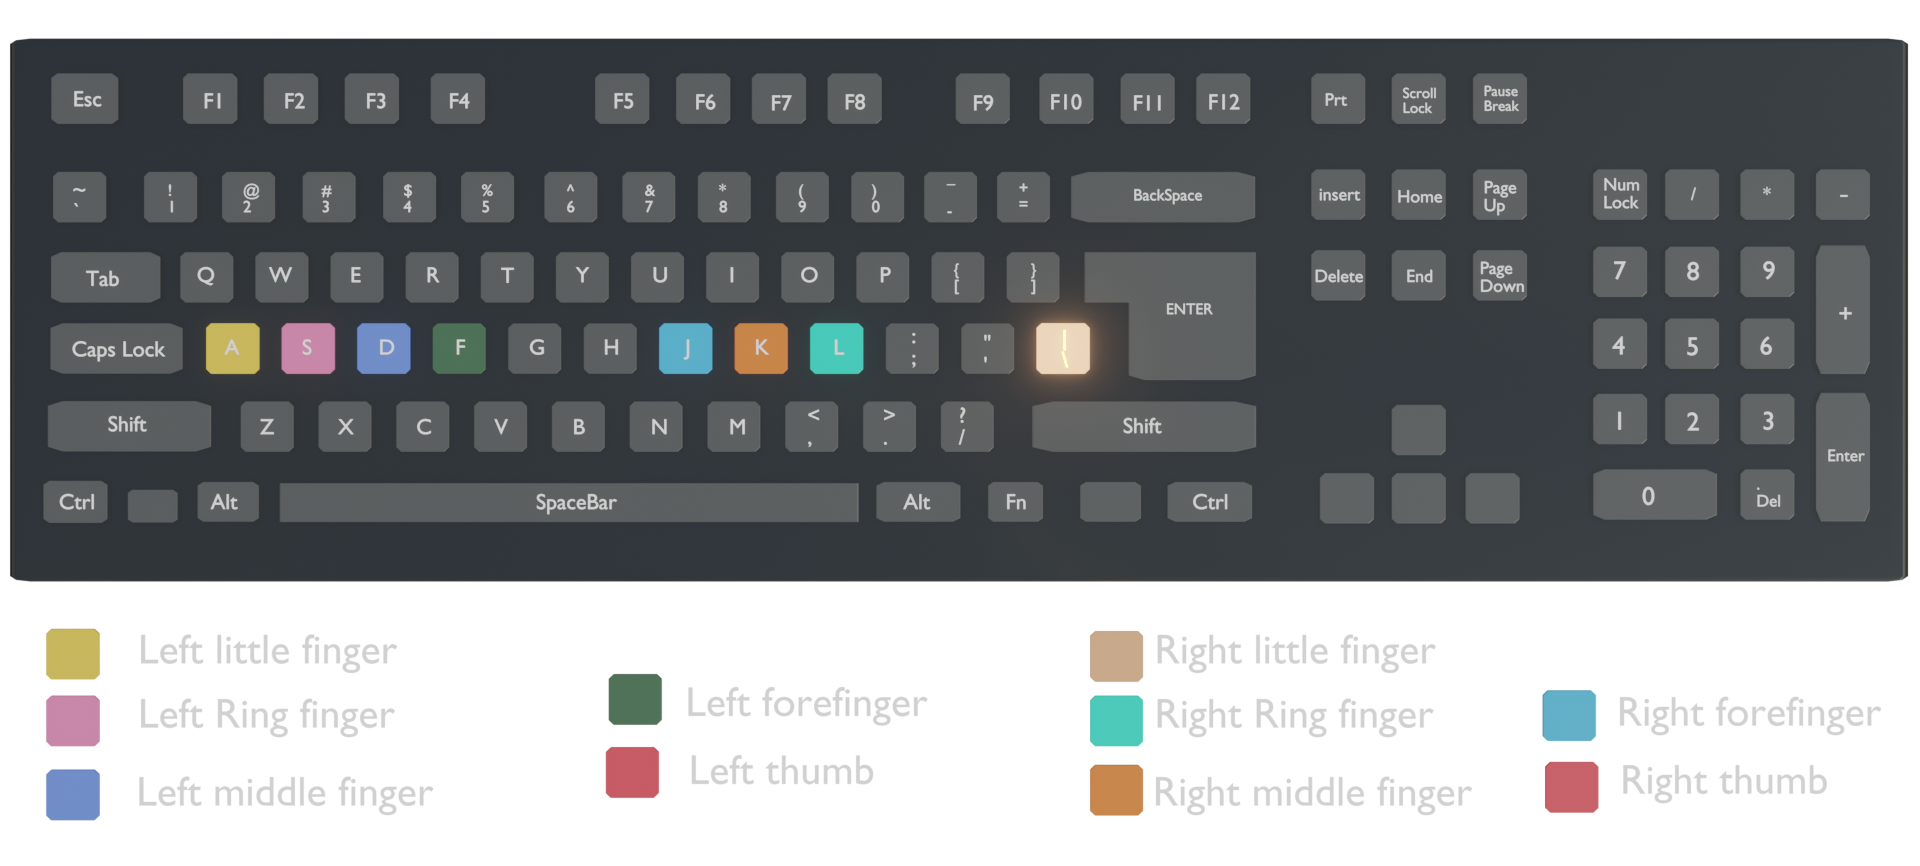 Esc F1 F2 F3 F4 F5 F6 F7 F8 F9 F10 F11 F12 Prt Scroll Lock Pause Break
~ ! @ # $ % ^ & * ( ) _ +
` 1 2 3 4 5 6 7 8 9 0 - = BackSpace insert Home Page Up Num Lock / * -
Tab Q W E R T Y U I O P { [ } ] ENTER Delete End Page Down 7 8 9 +
Caps Lock A S D F G H J K L : ; " ' | \ 4 5 6
Shift Z X C V B N M < , > . ? / Shift 1 2 3 Enter
Ctrl Alt SpaceBar Alt Fn Ctrl 0 . Del
Left little finger
Left Ring finger
Left middle finger
Left forefinger
Left thumb
Right little finger
Right Ring finger
Right middle finger
Right forefinger
Right thumb